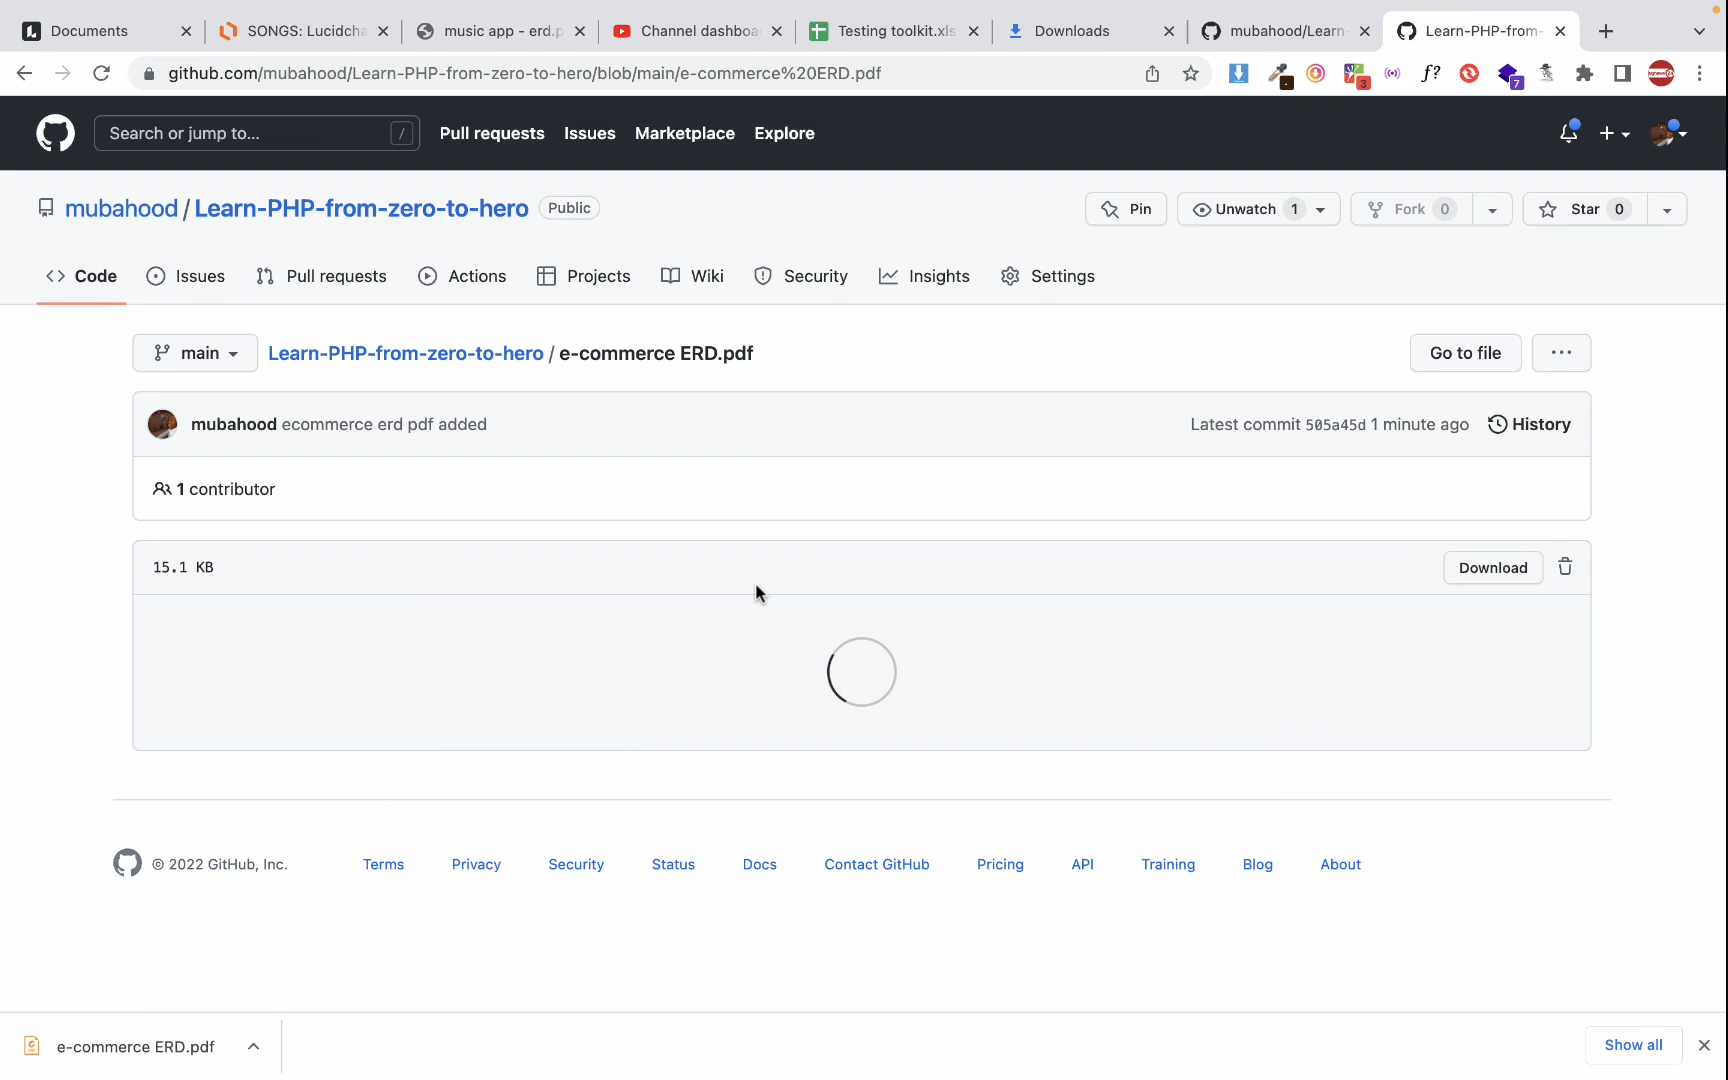 Documents
SONGS: Lucidcha
music app - erd.p
Channel dashboa
Testing toolkit.xls
Downloads
mubahood/Learn-
Learn-PHP-from-
github.com/mubahood/Learn-PHP-from-zero-to-hero/blob/main/e-commerce%20ERD.pdf
3
f?
7
Search or jump to...
/
Pull requests
Issues
Marketplace
Explore
mubahood / Learn-PHP-from-zero-to-hero
Public
Pin
Unwatch 1
Fork 0
Star 0
Code
Issues
Pull requests
Actions
Projects
Wiki
Security
Insights
Settings
main
Learn-PHP-from-zero-to-hero / e-commerce ERD.pdf
Go to file
mubahood ecommerce erd pdf added
Latest commit 505a45d 1 minute ago
History
1 contributor
15.1 KB
Download
© 2022 GitHub, Inc.
Terms
Privacy
Security
Status
Docs
Contact GitHub
Pricing
API
Training
Blog
About
e-commerce ERD.pdf
Show all